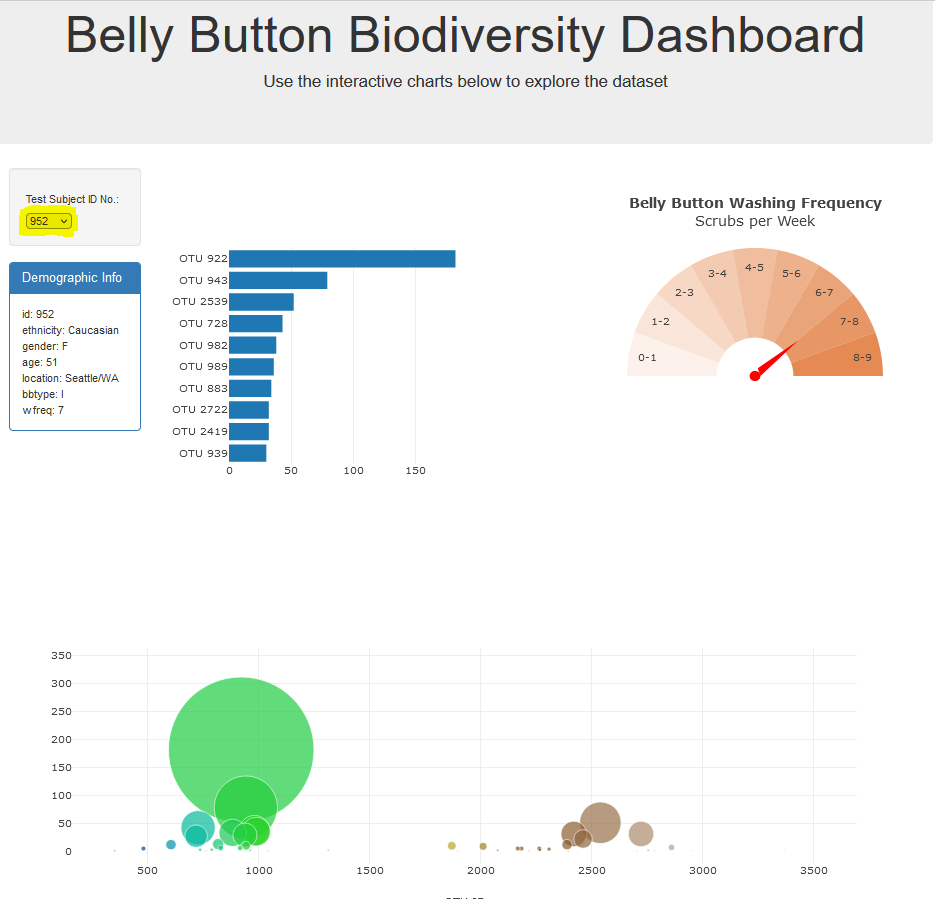 Belly Button Biodiversity Dashboard
Use the interactive charts below to explore the dataset
Test Subject ID No.:
952
Demographic Info
id: 952
ethnicity: Caucasian
gender: F
age: 51
location: Seattle/WA
bbtype: I
wfreq: 7
OTU 922
OTU 943
OTU 2539
OTU 728
OTU 982
OTU 989
OTU 883
OTU 2722
OTU 2419
OTU 939
0 50 100 150
Belly Button Washing Frequency
Scrubs per Week
0-1
1-2
2-3
3-4
4-5
5-6
6-7
7-8
8-9
350
300
250
200
150
100
50
0
500 1000 1500 2000 2500 3000 3500